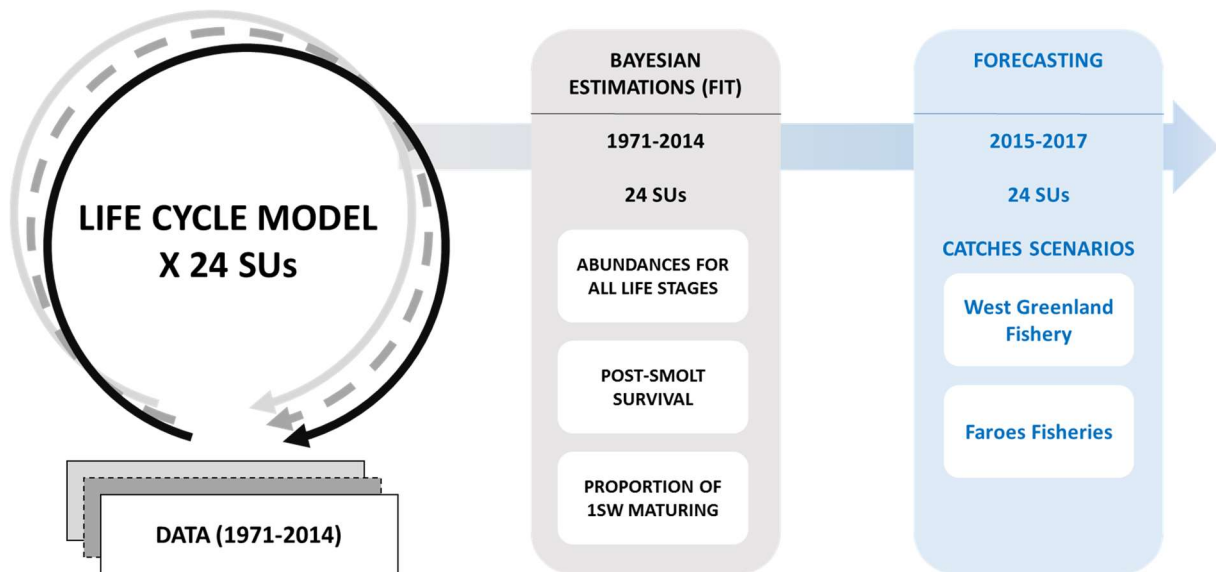 LIFE CYCLE MODEL
X 24 SUs
DATA (1971-2014)
BAYESIAN
ESTIMATIONS (FIT)
1971-2014
24 SUs
ABUNDANCES FOR
ALL LIFE STAGES
POST-SMOLT
SURVIVAL
PROPORTION OF
1SW MATURING
FORECASTING
2015-2017
24 SUs
CATCHES SCENARIOS
West Greenland
Fishery
Faroes Fisheries